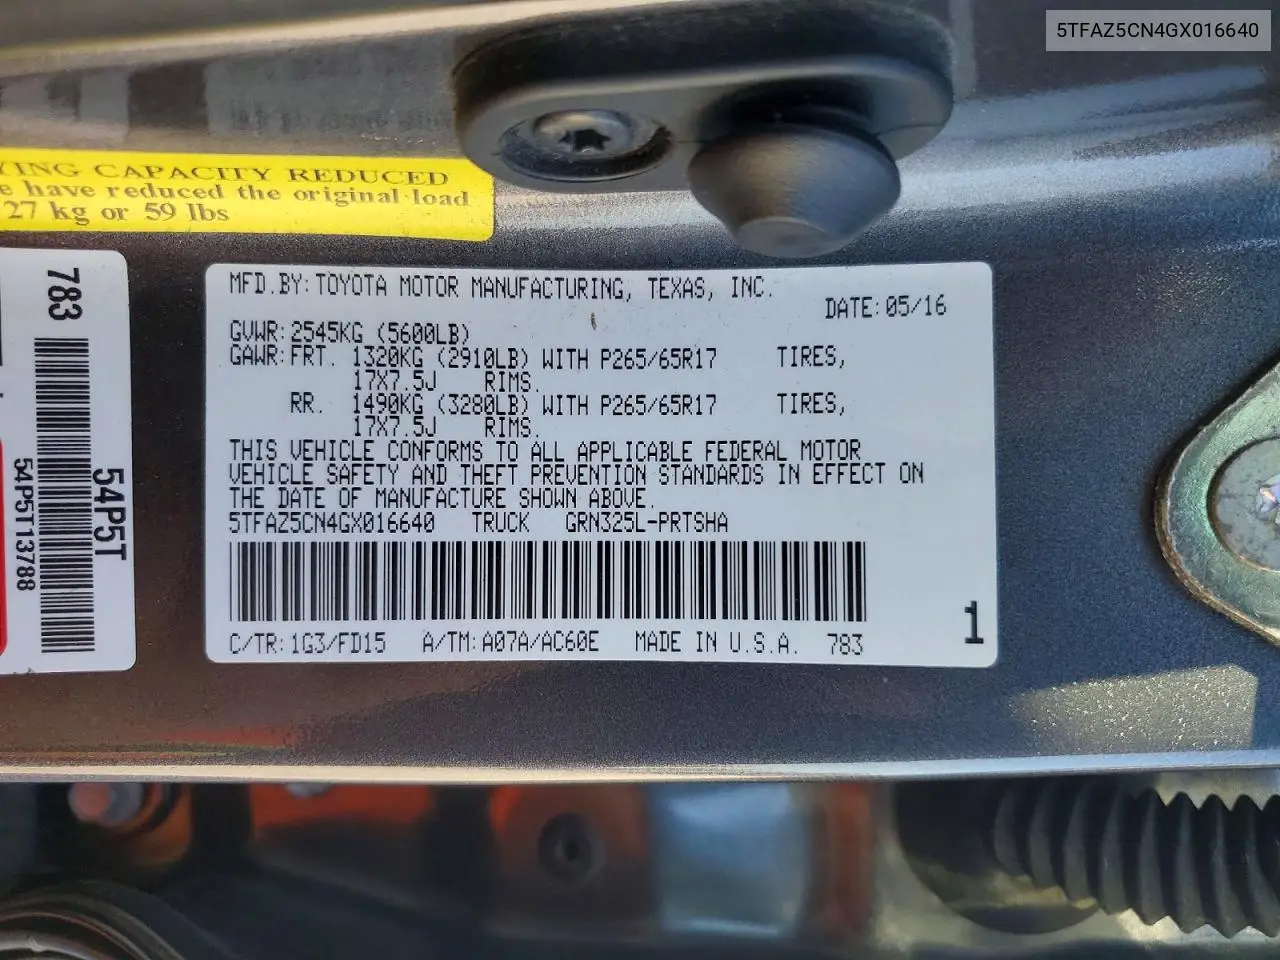 5TFAZ5CN4GX016640
YING CAPACITY REDUCED
e have reduced the original load
27 kg or 59 lbs
783
54P5T
54P5T13788
MFD.BY: TOYOTA MOTOR MANUFACTURING, TEXAS, INC.
DATE: 05/16
GVWR: 2545KG (5600LB)
GAWR: FRT. 1320KG (2910LB) WITH P265/65R17 TIRES,
17X7.5J RIMS.
RR. 1490KG (3280LB) WITH P265/65R17 TIRES,
17X7.5J RIMS.
THIS VEHICLE CONFORMS TO ALL APPLICABLE FEDERAL MOTOR
VEHICLE SAFETY AND THEFT PREVENTION STANDARDS IN EFFECT ON
THE DATE OF MANUFACTURE SHOWN ABOVE.
5TFAZ5CN4GX016640 TRUCK GRN325L-PRTSHA
C/TR: 1G3/FD15 A/TM: A07A/AC60E MADE IN U.S.A. 783
1